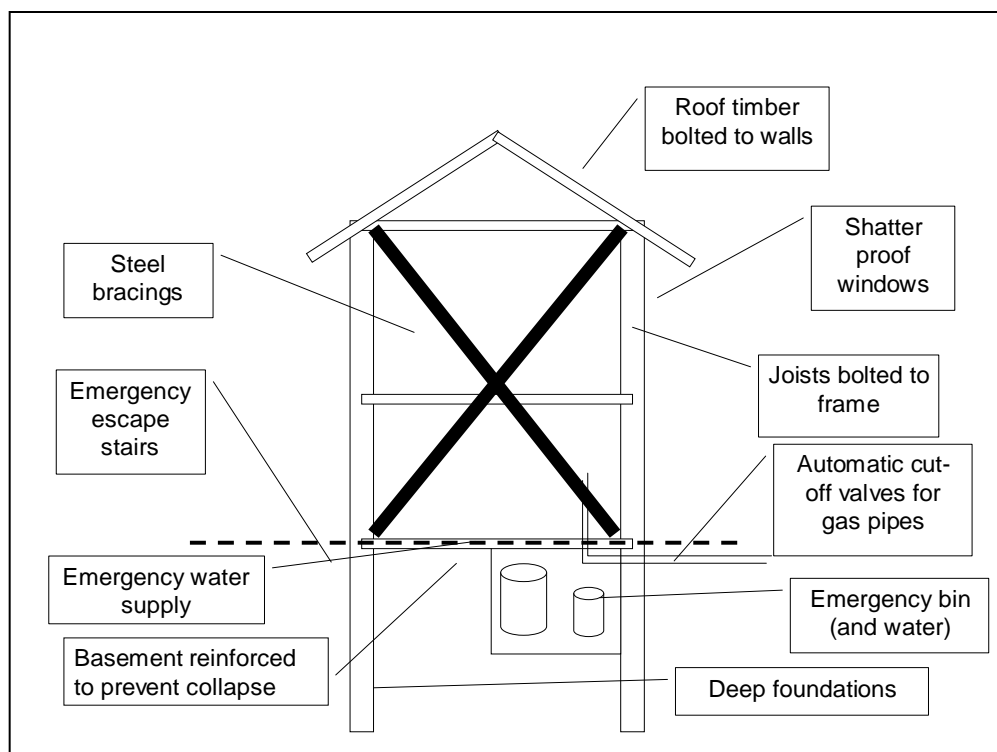 Roof timber
bolted to walls
Shatter
proof
windows
Steel
bracings
Joists bolted to
frame
Emergency
escape
stairs
Automatic cut-
off valves for
gas pipes
Emergency water
supply
Emergency bin
(and water)
Basement reinforced
to prevent collapse
Deep foundations